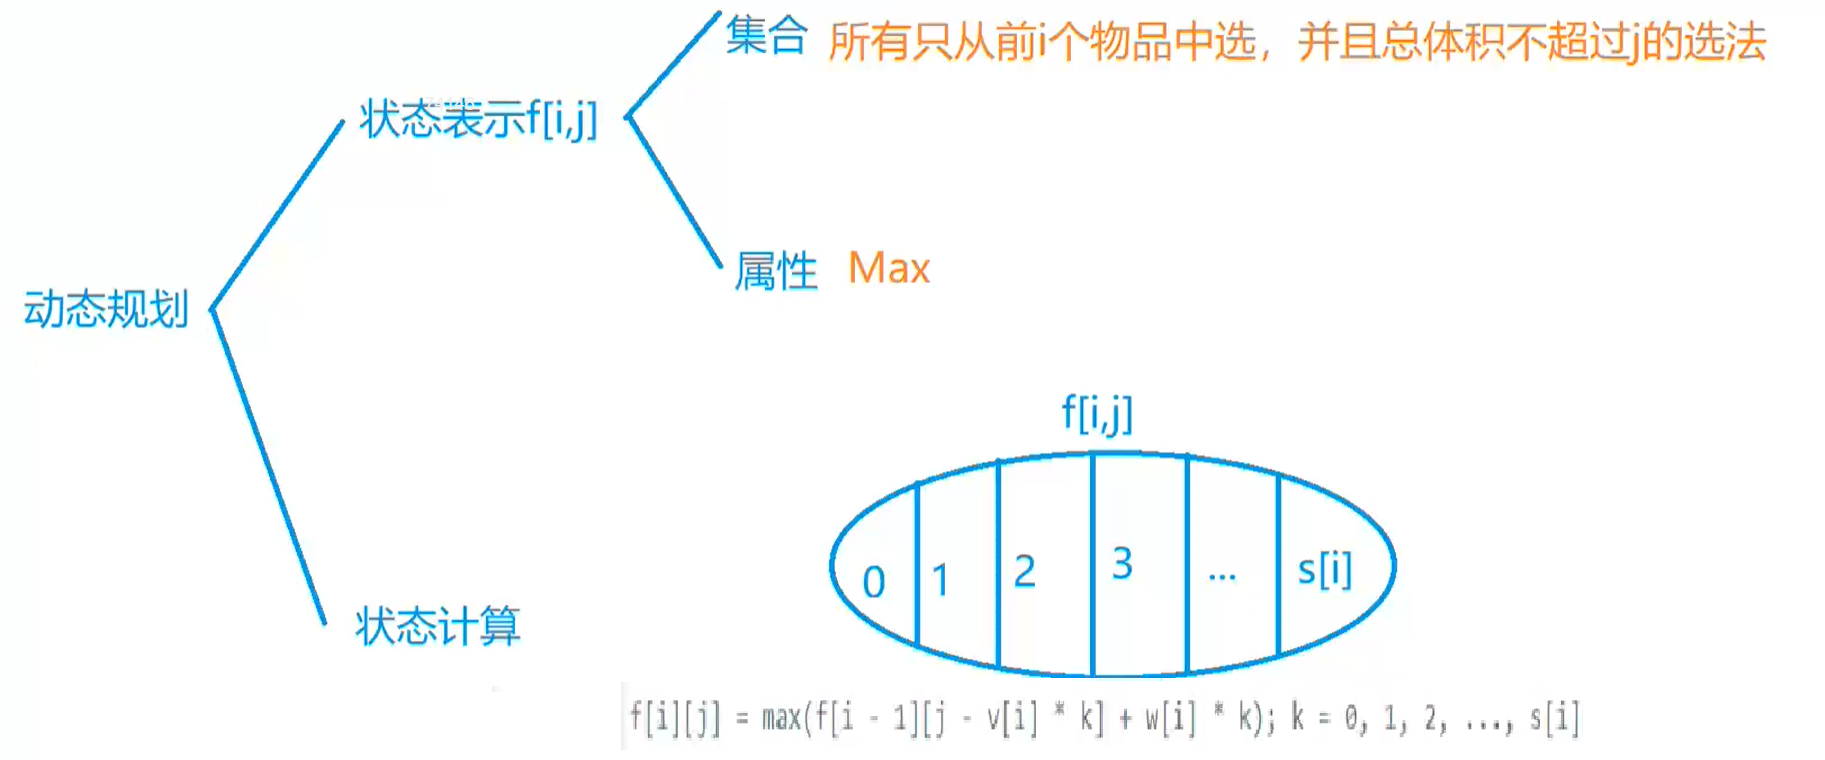 集合 所有只从前i个物品中选，并且总体积不超过j的选法
状态表示f[i,j]
属性 Max
动态规划
f[i,j]
0 1 2 3 ... s[i]
状态计算
f[i][j] = max(f[i - 1][j - v[i] * k] + w[i] * k); k = 0, 1, 2, ..., s[i]